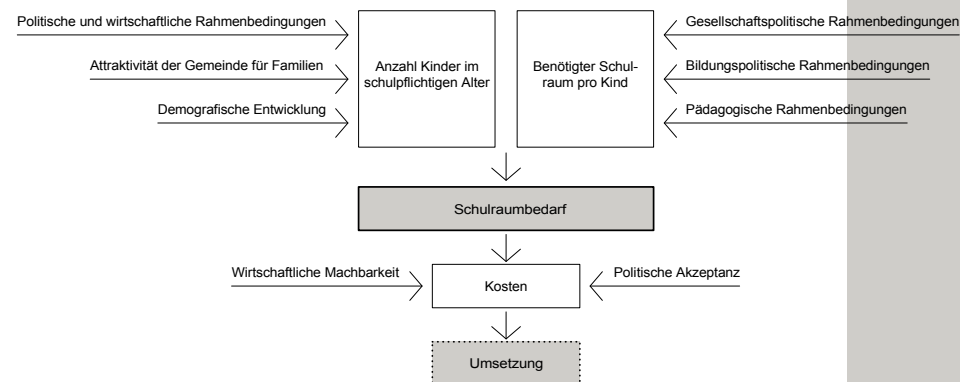 Politische und wirtschaftliche Rahmenbedingungen
Attraktivität der Gemeinde für Familien
Demografische Entwicklung
Anzahl Kinder im
schulpflichtigen Alter
Benötigter Schul-
raum pro Kind
Gesellschaftspolitische Rahmenbedingungen
Bildungspolitische Rahmenbedingungen
Pädagogische Rahmenbedingungen
Schulraumbedarf
Wirtschaftliche Machbarkeit
Kosten
Politische Akzeptanz
Umsetzung